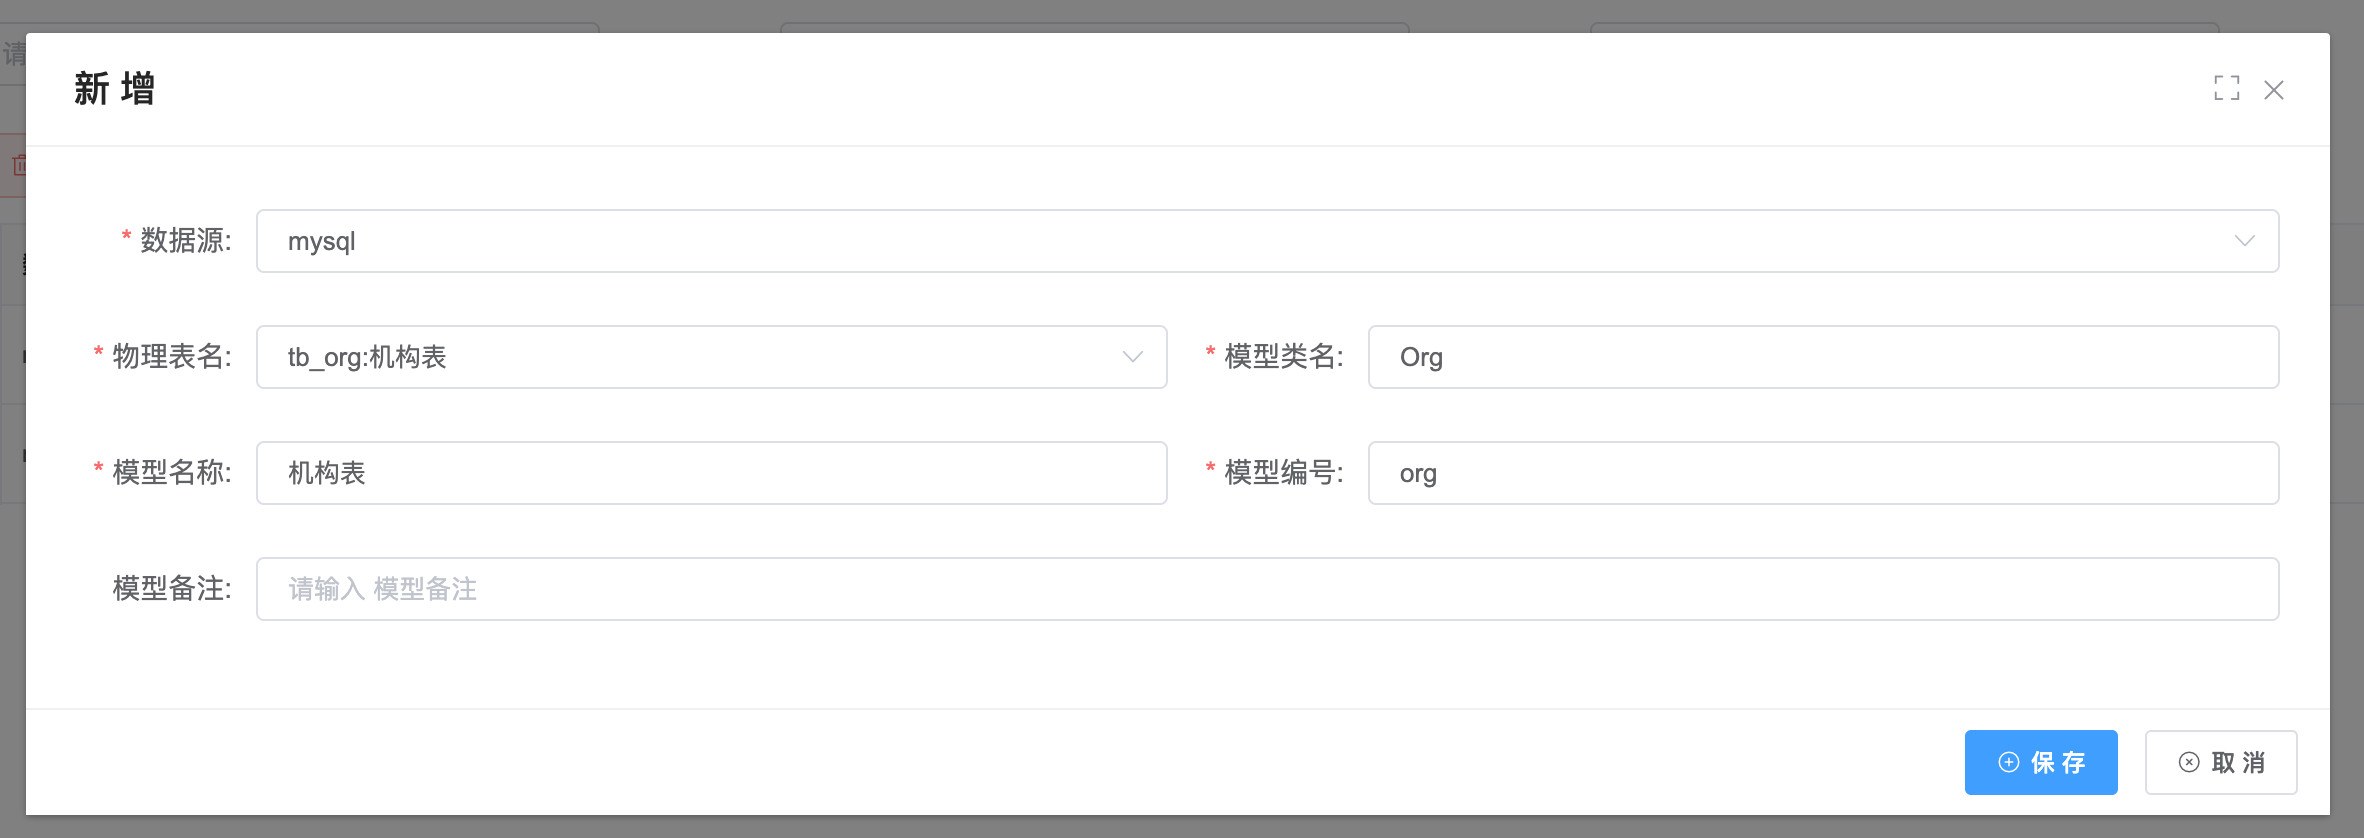 请
新 增
* 数据源: mysql
* 物理表名: tb_org:机构表 * 模型类名: Org
* 模型名称: 机构表 * 模型编号: org
模型备注: 请输入 模型备注
保 存 取 消